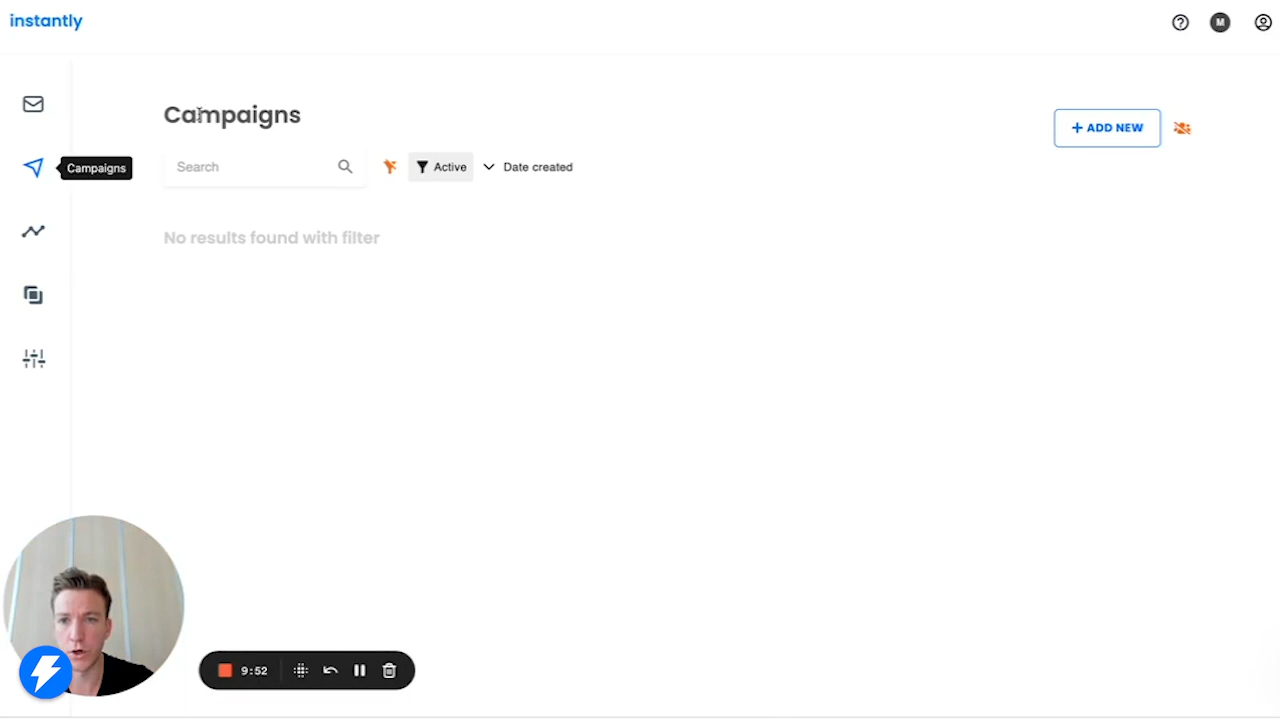 instantly
M
Campaigns
+ ADD NEW
Campaigns
Search
Active
Date created
No results found with filter
9:52